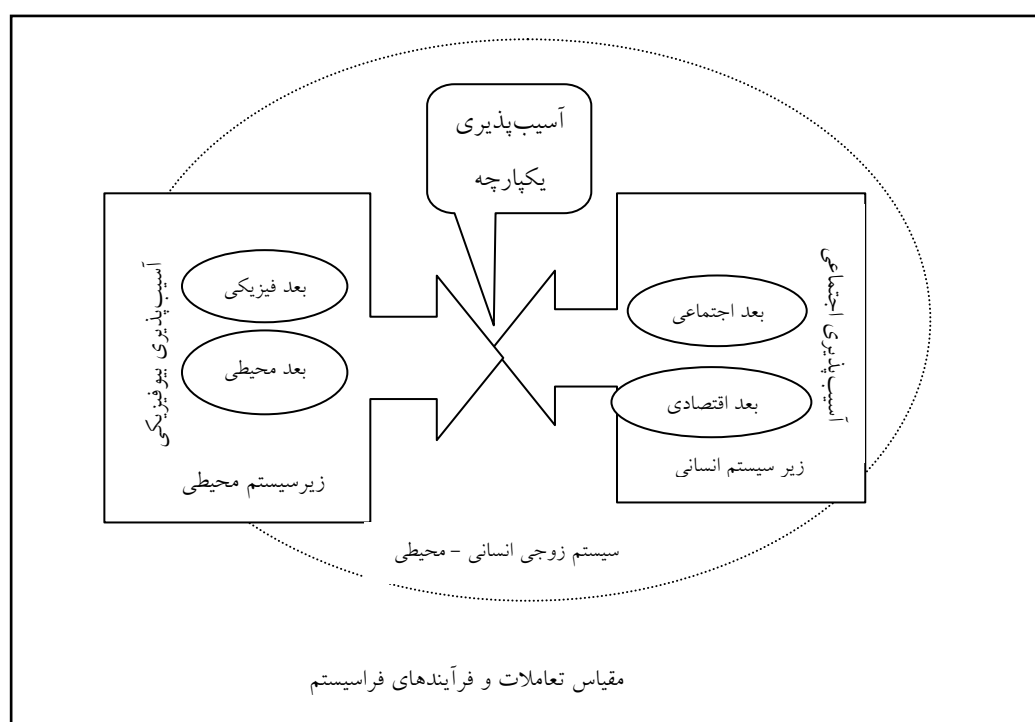 آسیب‌پذیری
یکپارچه
آسیب‌پذیری اجتماعی
بعد اجتماعی
بعد اقتصادی
زیر سیستم انسانی
آسیب‌پذیری بیوفیزیکی
بعد فیزیکی
بعد محیطی
زیرسیستم محیطی
سیستم زوجی انسانی – محیطی
مقیاس تعاملات و فرآیندهای فراسیستم